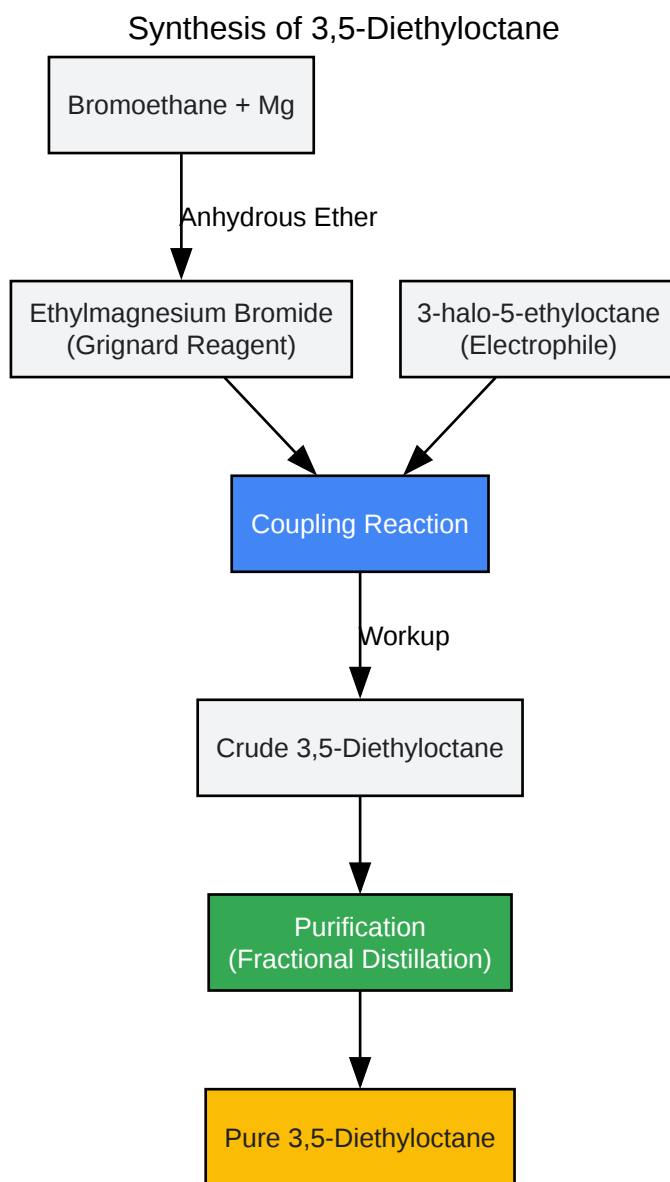 Synthesis of 3,5-Diethyloctane
Bromoethane + Mg
Anhydrous Ether
Ethylmagnesium Bromide
(Grignard Reagent)
3-halo-5-ethyloctane
(Electrophile)
Coupling Reaction
Workup
Crude 3,5-Diethyloctane
Purification
(Fractional Distillation)
Pure 3,5-Diethyloctane